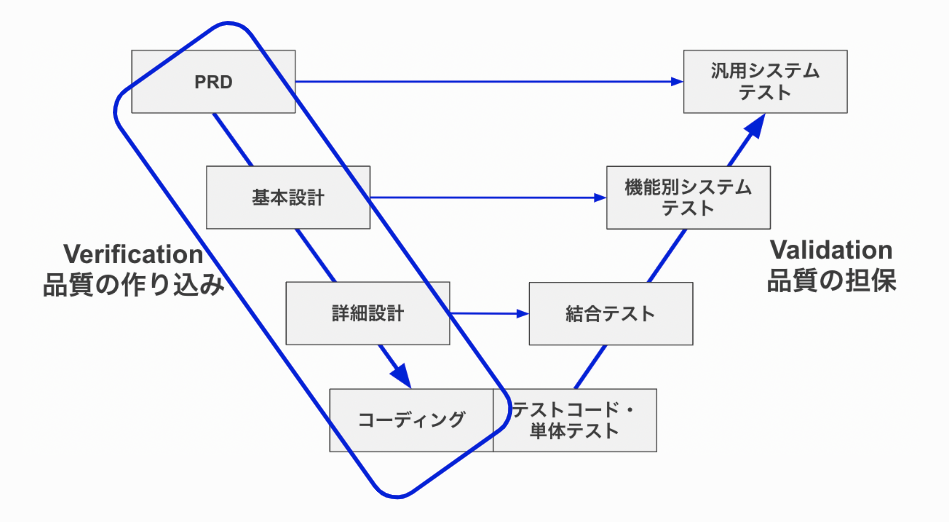 PRD
汎用システム
テスト
基本設計
機能別システム
テスト
Verification
品質の作り込み
Validation
品質の担保
詳細設計
結合テスト
コーディング
テストコード・
単体テスト